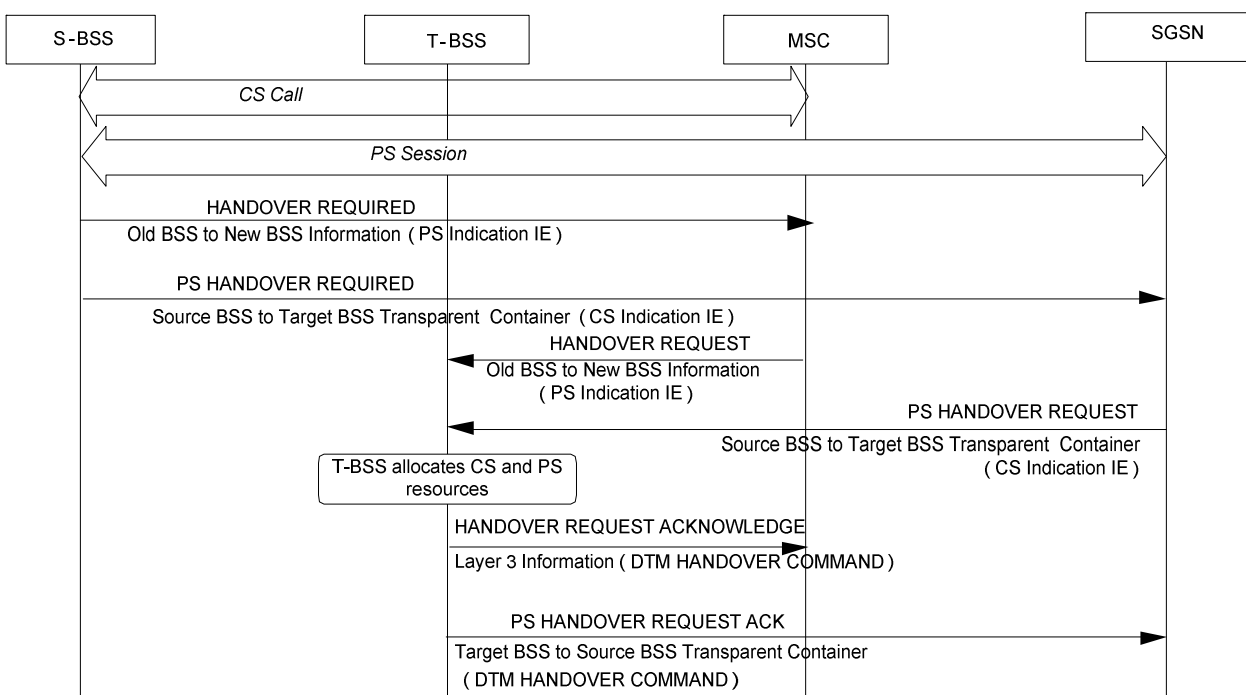 S-BSS
T-BSS
MSC
SGSN
CS Call
PS Session
HANDOVER REQUIRED
Old BSS to New BSS Information ( PS Indication IE )
PS HANDOVER REQUIRED
Source BSS to Target BSS Transparent Container ( CS Indication IE )
HANDOVER REQUEST
Old BSS to New BSS Information
( PS Indication IE )
PS HANDOVER REQUEST
Source BSS to Target BSS Transparent Container
( CS Indication IE )
T-BSS allocates CS and PS
resources
HANDOVER REQUEST ACKNOWLEDGE
Layer 3 Information ( DTM HANDOVER COMMAND )
PS HANDOVER REQUEST ACK
Target BSS to Source BSS Transparent Container
( DTM HANDOVER COMMAND )